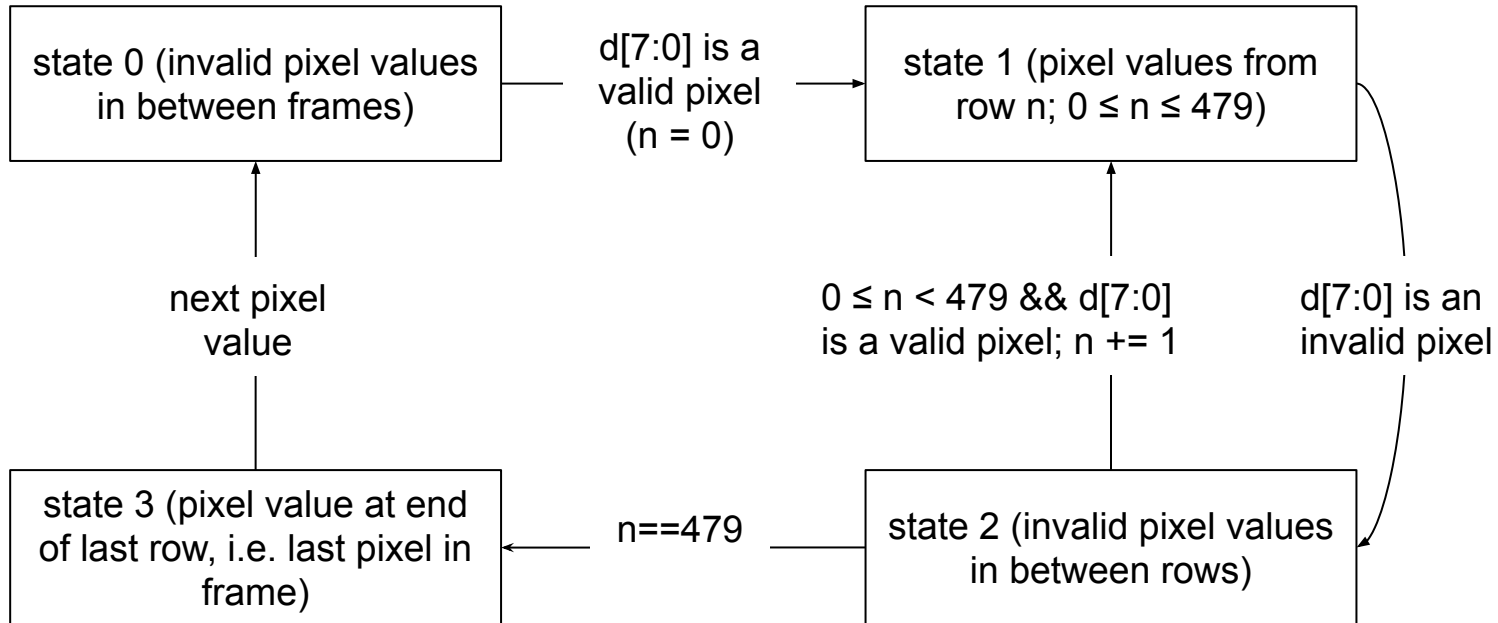 state 0 (invalid pixel values
in between frames)
d[7:0] is a
valid pixel
(n = 0)
state 1 (pixel values from
row n; 0 ≤ n ≤ 479)
next pixel
value
0 ≤ n < 479 && d[7:0]
is a valid pixel; n += 1
d[7:0] is an
invalid pixel
state 3 (pixel value at end
of last row, i.e. last pixel in
frame)
n==479
state 2 (invalid pixel values
in between rows)